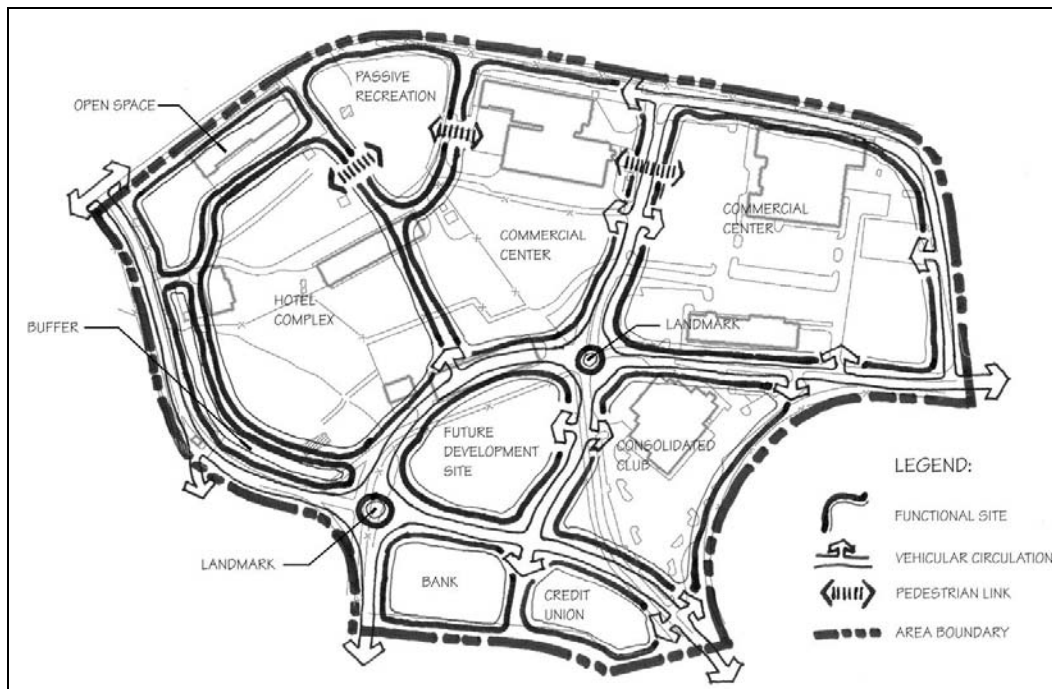 PASSIVE
RECREATION
OPEN SPACE
COMMERCIAL
CENTER
COMMERCIAL
CENTER
HOTEL
COMPLEX
BUFFER
LANDMARK
FUTURE
DEVELOPMENT
SITE
CONSOLIDATED
CLUB
LANDMARK
BANK
CREDIT
UNION
LEGEND:
FUNCTIONAL SITE
VEHICULAR CIRCULATION
PEDESTRIAN LINK
AREA BOUNDARY